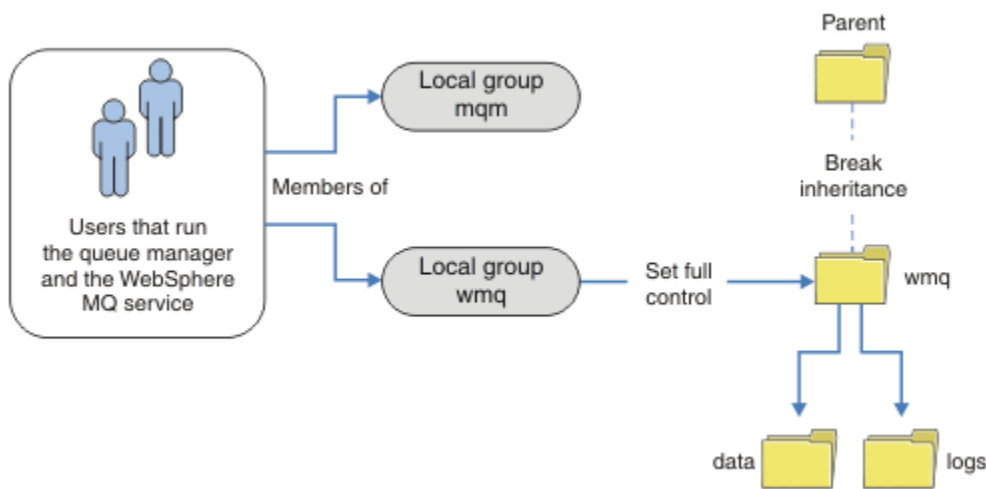 Parent
Local group
mqm
Break
inheritance
Members of
Users that run
the queue manager
and the WebSphere
MQ service
Local group
wmq
Set full
control
wmq
data
logs